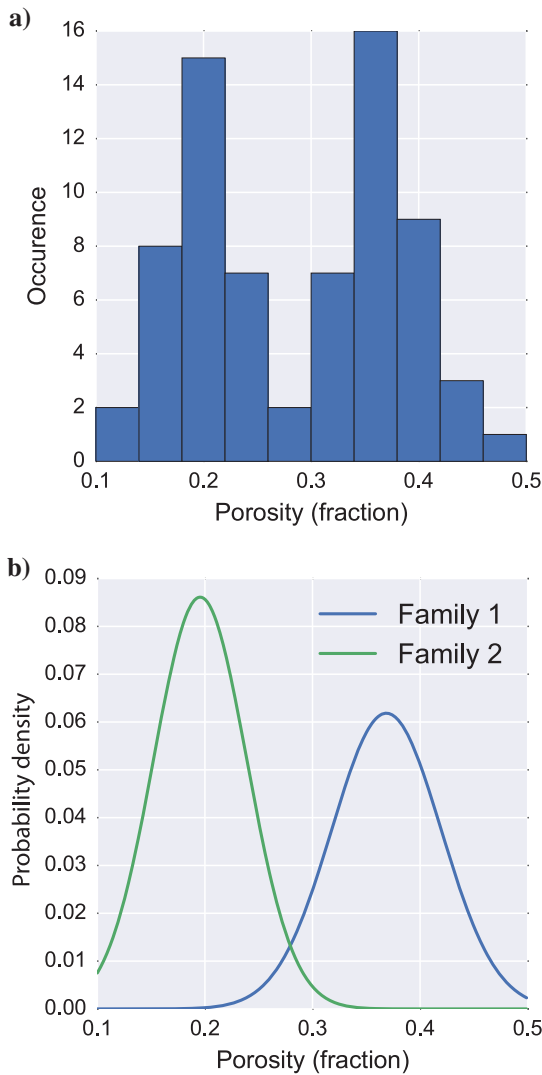 a)
16
14
12
10
8
6
4
2
0
Occurence
0.1 0.2 0.3 0.4 0.5
Porosity (fraction)
b)
0.09
0.08
0.07
0.06
0.05
0.04
0.03
0.02
0.01
0.00
Probability density
Family 1
Family 2
0.1 0.2 0.3 0.4 0.5
Porosity (fraction)